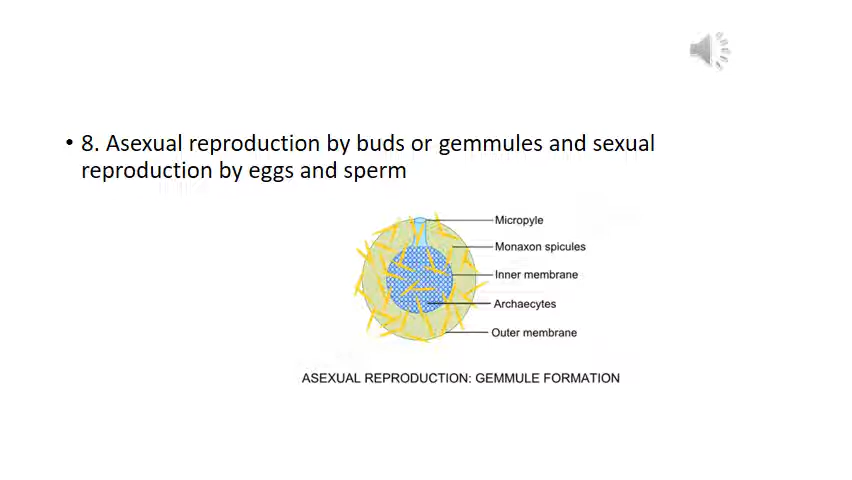 • 8. Asexual reproduction by buds or gemmules and sexual
reproduction by eggs and sperm
Micropyle
Monaxon spicules
Inner membrane
Archaecytes
Outer membrane
ASEXUAL REPRODUCTION: GEMMULE FORMATION